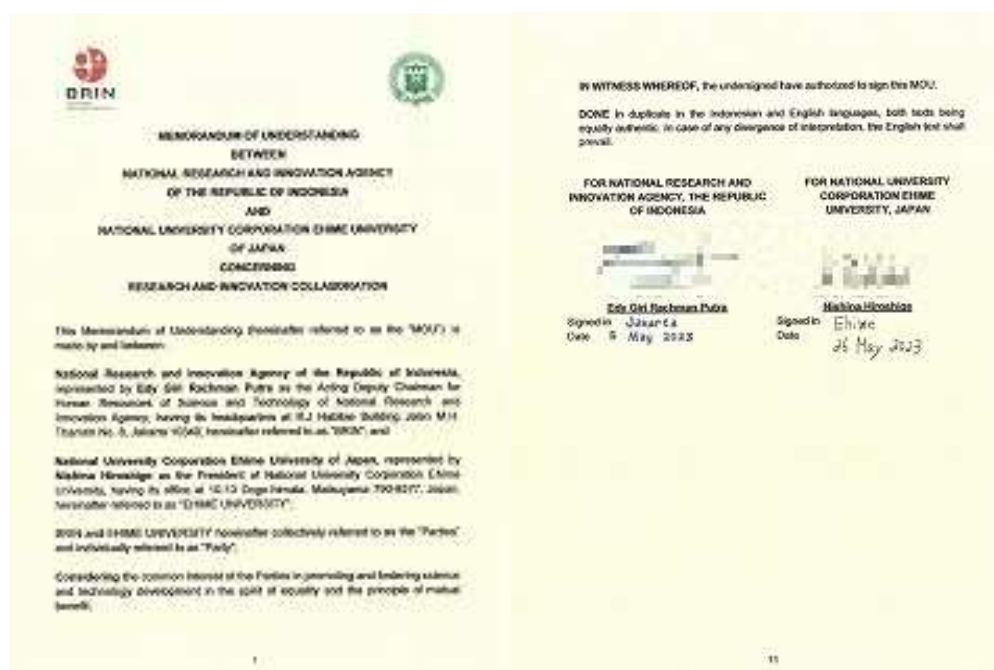 BRIN
MEMORANDUM OF UNDERSTANDING
BETWEEN
NATIONAL RESEARCH AND INNOVATION AGENCY
OF THE REPUBLIC OF INDONESIA
AND
NATIONAL UNIVERSITY CORPORATION EHIME UNIVERSITY
OF JAPAN
CONCERNING
RESEARCH AND INNOVATION COLLABORATION
This Memorandum of Understanding (hereinafter referred to as the "MOU") is
made by and between:
National Research and Innovation Agency of the Republic of Indonesia,
represented by Edy Giri Rachman Putra as the Acting Deputy Chairman for
Human Resources of Science and Technology of National Research and
Innovation Agency, having its headquarters at B.J Habibie Building, Jalan M.H.
Thamrin No. 8, Jakarta 10340, hereinafter referred to as "BRIN"; and
National University Corporation Ehime University of Japan, represented by
Nishina Hiroshige as the President of National University Corporation Ehime
University, having its office at 10-13 Dogo-himata, Matsuyama 790-8577, Japan,
hereinafter referred to as "EHIME UNIVERSITY";
BRIN and EHIME UNIVERSITY hereinafter collectively referred to as the "Parties"
and individually referred to as "Party";
Considering the common interest of the Parties in promoting and fostering science
and technology development in the spirit of equality and the principle of mutual
benefit;
1
IN WITNESS WHEREOF, the undersigned have authorized to sign this MOU.
DONE in duplicate in the Indonesian and English languages, both texts being
equally authentic. In case of any divergence of interpretation, the English text shall
prevail.
FOR NATIONAL RESEARCH AND
INNOVATION AGENCY, THE REPUBLIC
OF INDONESIA
Edy Giri Rachman Putra
Signed in Jakarta
Date 5 May 2023
FOR NATIONAL UNIVERSITY
CORPORATION EHIME
UNIVERSITY, JAPAN
Nishina Hiroshige
Signed in Ehime
Date 26 May 2023
11